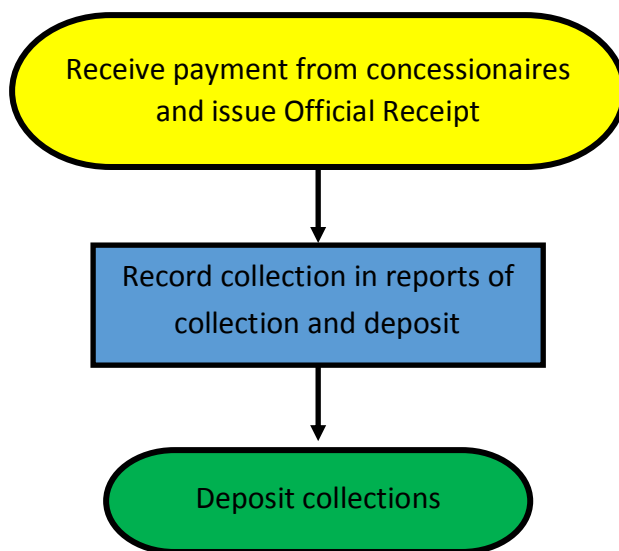 Receive payment from concessionaires
and issue Official Receipt
Record collection in reports of
collection and deposit
Deposit collections